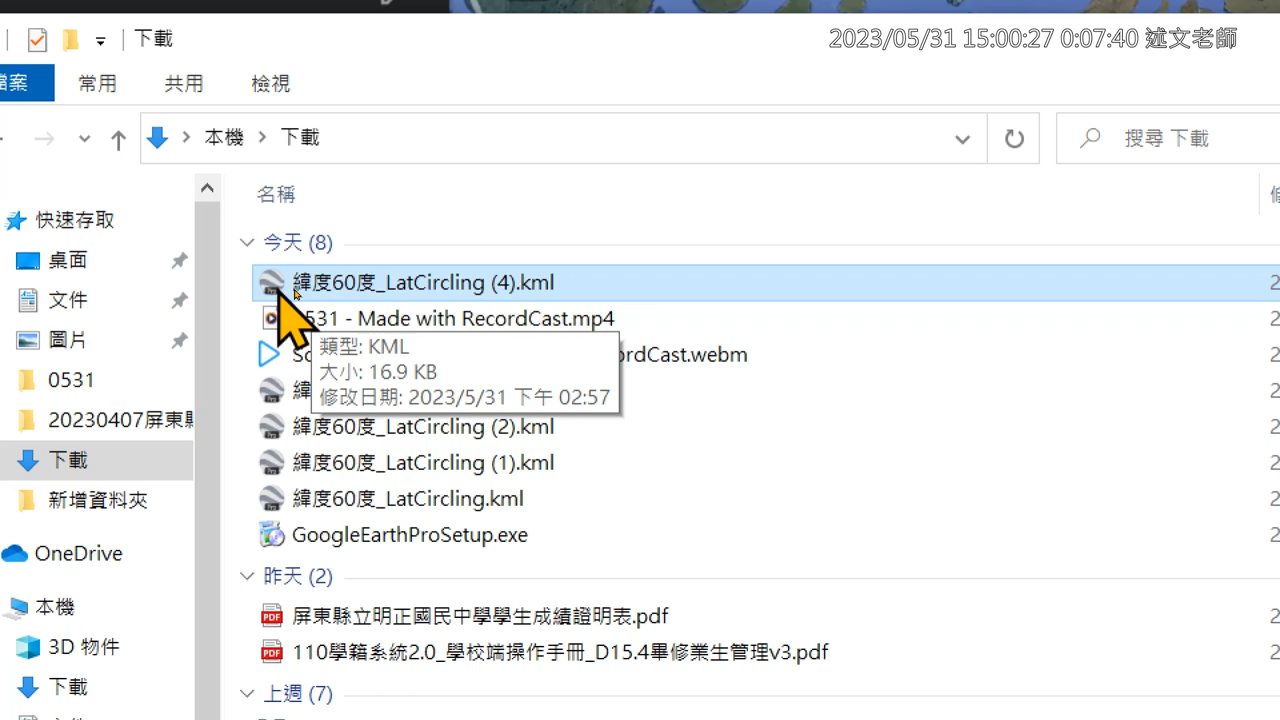 下載
2023/05/31 15:00:27 0:07:40 述文老師
檔案 常用 共用 檢視
本機 下載
搜尋 下載
名稱
快速存取
桌面
文件
圖片
0531
20230407屏東縣
下載
新增資料夾
OneDrive
本機
3D 物件
下載
今天 (8)
緯度60度_LatCircling (4).kml
531 - Made with RecordCast.mp4
ordCast.webm
類型: KML
大小: 16.9 KB
修改日期: 2023/5/31 下午 02:57
緯
緯度60度_LatCircling (2).kml
緯度60度_LatCircling (1).kml
緯度60度_LatCircling.kml
GoogleEarthProSetup.exe
昨天 (2)
屏東縣立明正國民中學學生成績證明表.pdf
110學籍系統2.0_學校端操作手冊_D15.4畢修業生管理v3.pdf
上週 (7)